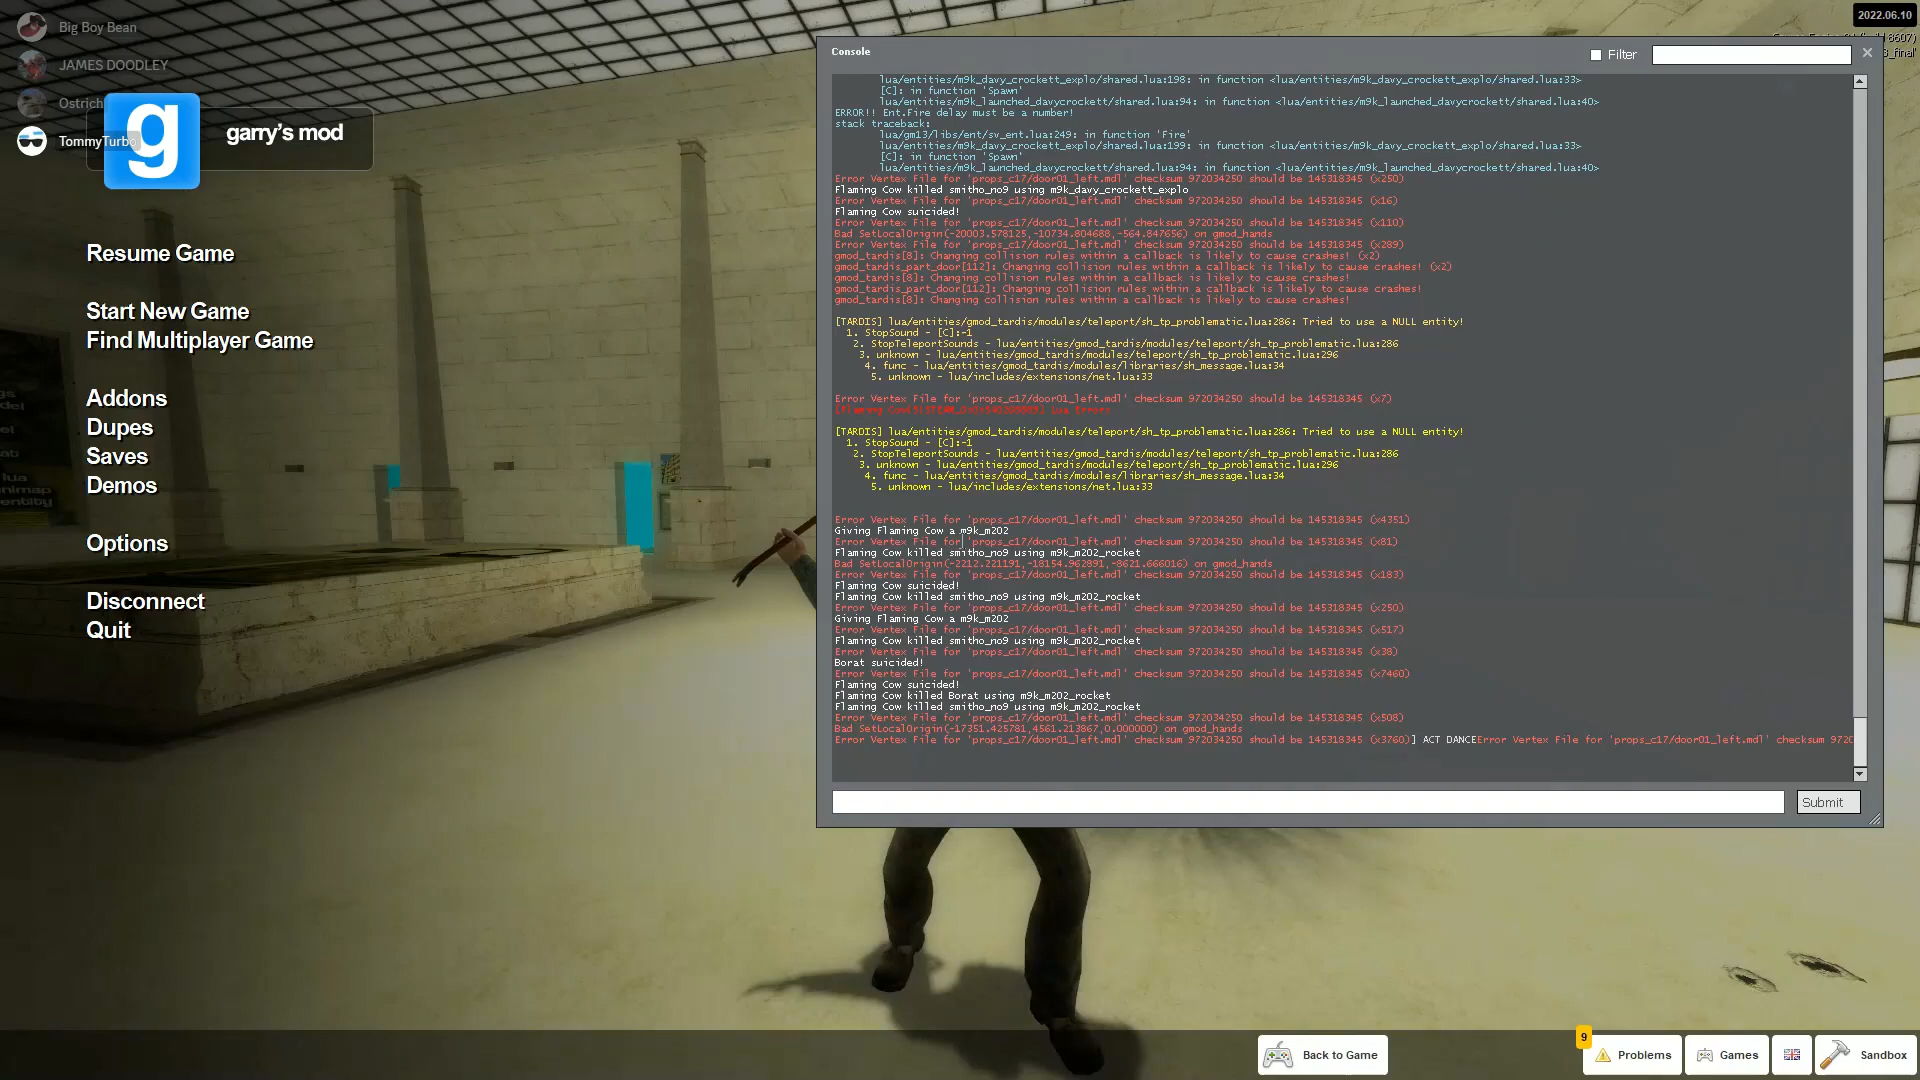 Big Boy Bean
JAMES DOODLEY
Ostrich
TommyTurbo
g
garry's mod
Resume Game
Start New Game
Find Multiplayer Game
Addons
Dupes
Saves
Demos
Options
Disconnect
Quit
2022.06.10
8607)
3_final'
Console
Filter
lua/entities/m9k_davy_crockett_explo/shared.lua:198: in function <lua/entities/m9k_davy_crockett_explo/shared.lua:33>
[C]: in function 'Spawn'
lua/entities/m9k_launched_davycrockett/shared.lua:94: in function <lua/entities/m9k_launched_davycrockett/shared.lua:40>
ERROR!! Ent.Fire delay must be a number!
stack traceback:
lua/gm13/libs/ent/sv_ent.lua:249: in function 'Fire'
lua/entities/m9k_davy_crockett_explo/shared.lua:199: in function <lua/entities/m9k_davy_crockett_explo/shared.lua:33>
[C]: in function 'Spawn'
lua/entities/m9k_launched_davycrockett/shared.lua:94: in function <lua/entities/m9k_launched_davycrockett/shared.lua:40>
Error Vertex File for 'props_c17/door01_left.mdl' checksum 972034250 should be 145318345 (x250)
Flaming Cow killed smitho_no9 using m9k_davy_crockett_explo
Error Vertex File for 'props_c17/door01_left.mdl' checksum 972034250 should be 145318345 (x16)
Flaming Cow suicided!
Error Vertex File for 'props_c17/door01_left.mdl' checksum 972034250 should be 145318345 (x110)
Bad SetLocalOrigin(-20003.578125,-10734.804688,-564.847656) on gmod_hands
Error Vertex File for 'props_c17/door01_left.mdl' checksum 972034250 should be 145318345 (x289)
gmod_tardis[8]: Changing collision rules within a callback is likely to cause crashes! (x2)
gmod_tardis_part_door[112]: Changing collision rules within a callback is likely to cause crashes! (x2)
gmod_tardis[8]: Changing collision rules within a callback is likely to cause crashes!
gmod_tardis_part_door[112]: Changing collision rules within a callback is likely to cause crashes!
gmod_tardis[8]: Changing collision rules within a callback is likely to cause crashes!
[TARDIS] lua/entities/gmod_tardis/modules/teleport/sh_tp_problematic.lua:286: Tried to use a NULL entity!
1. StopSound - [C]:-1
2. StopTeleportSounds - lua/entities/gmod_tardis/modules/teleport/sh_tp_problematic.lua:286
3. unknown - lua/entities/gmod_tardis/modules/teleport/sh_tp_problematic.lua:296
4. func - lua/entities/gmod_tardis/modules/libraries/sh_message.lua:34
5. unknown - lua/includes/extensions/net.lua:33
Error Vertex File for 'props_c17/door01_left.mdl' checksum 972034250 should be 145318345 (x7)
[TARDIS] lua/entities/gmod_tardis/modules/teleport/sh_tp_problematic.lua:286: Tried to use a NULL entity!
1. StopSound - [C]:-1
2. StopTeleportSounds - lua/entities/gmod_tardis/modules/teleport/sh_tp_problematic.lua:286
3. unknown - lua/entities/gmod_tardis/modules/teleport/sh_tp_problematic.lua:296
4. func - lua/entities/gmod_tardis/modules/libraries/sh_message.lua:34
5. unknown - lua/includes/extensions/net.lua:33
Error Vertex File for 'props_c17/door01_left.mdl' checksum 972034250 should be 145318345 (x4351)
Giving Flaming Cow a m9k_m202
Error Vertex File for 'props_c17/door01_left.mdl' checksum 972034250 should be 145318345 (x81)
Flaming Cow killed smitho_no9 using m9k_m202_rocket
Bad SetLocalOrigin(-2212.221191,-18154.962891,-8621.666016) on gmod_hands
Error Vertex File for 'props_c17/door01_left.mdl' checksum 972034250 should be 145318345 (x183)
Flaming Cow suicided!
Flaming Cow killed smitho_no9 using m9k_m202_rocket
Error Vertex File for 'props_c17/door01_left.mdl' checksum 972034250 should be 145318345 (x250)
Giving Flaming Cow a m9k_m202
Error Vertex File for 'props_c17/door01_left.mdl' checksum 972034250 should be 145318345 (x517)
Flaming Cow killed smitho_no9 using m9k_m202_rocket
Error Vertex File for 'props_c17/door01_left.mdl' checksum 972034250 should be 145318345 (x38)
Borat suicided!
Error Vertex File for 'props_c17/door01_left.mdl' checksum 972034250 should be 145318345 (x7460)
Flaming Cow suicided!
Flaming Cow killed Borat using m9k_m202_rocket
Flaming Cow killed smitho_no9 using m9k_m202_rocket
Error Vertex File for 'props_c17/door01_left.mdl' checksum 972034250 should be 145318345 (x508)
Bad SetLocalOrigin(-17351.425781,4561.213867,0.000000) on gmod_hands
Error Vertex File for 'props_c17/door01_left.mdl' checksum 972034250 should be 145318345 (x3760)] ACT DANCEError Vertex File for 'props_c17/door01_left.mdl' checksum 972
Submit
Back to Game
9
Problems
Games
Sandbox